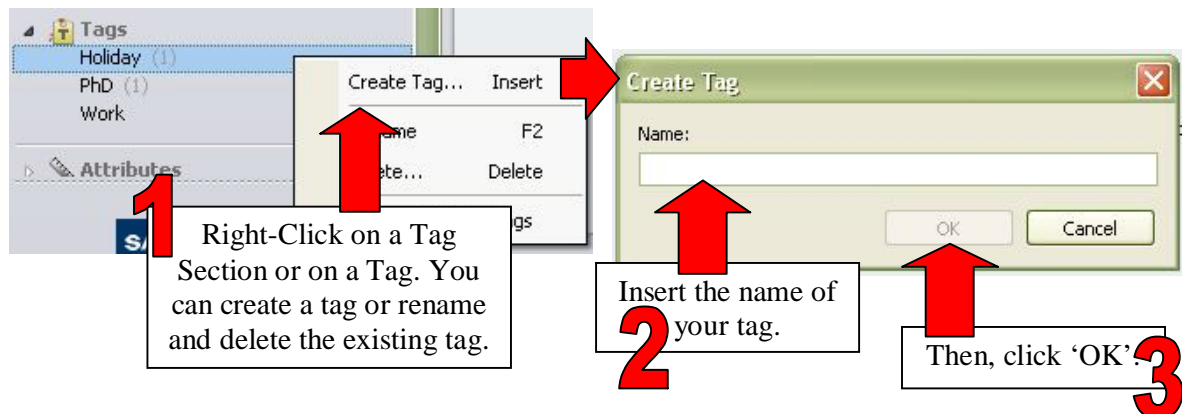 Tags
Holiday (1)
PhD (1)
Work
Attributes
Create Tag... Insert
F2
Delete
1
Right-Click on a Tag
Section or on a Tag. You
can create a tag or rename
and delete the existing tag.
Create Tag
Name:
OK Cancel
2
Insert the name of
your tag.
Then, click ‘OK’.
3